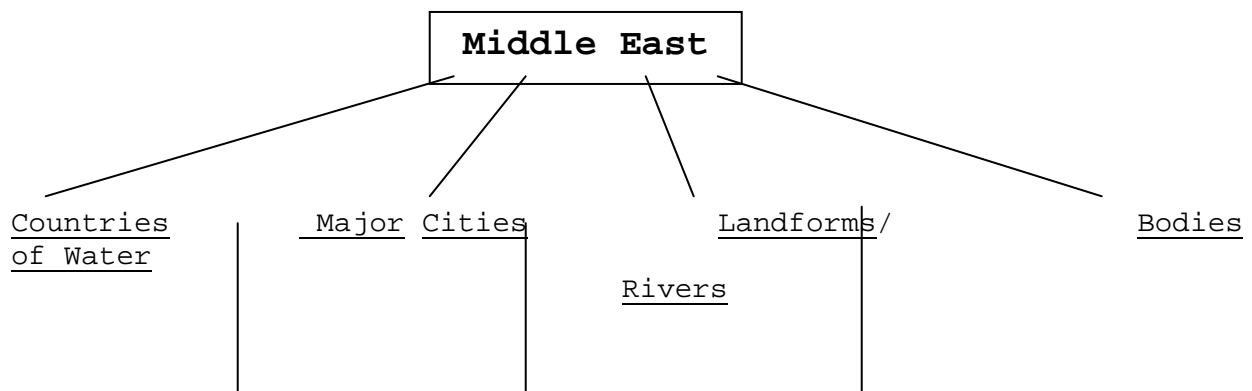 Middle East
Countries Major Cities Landforms/ Bodies
of Water
Rivers